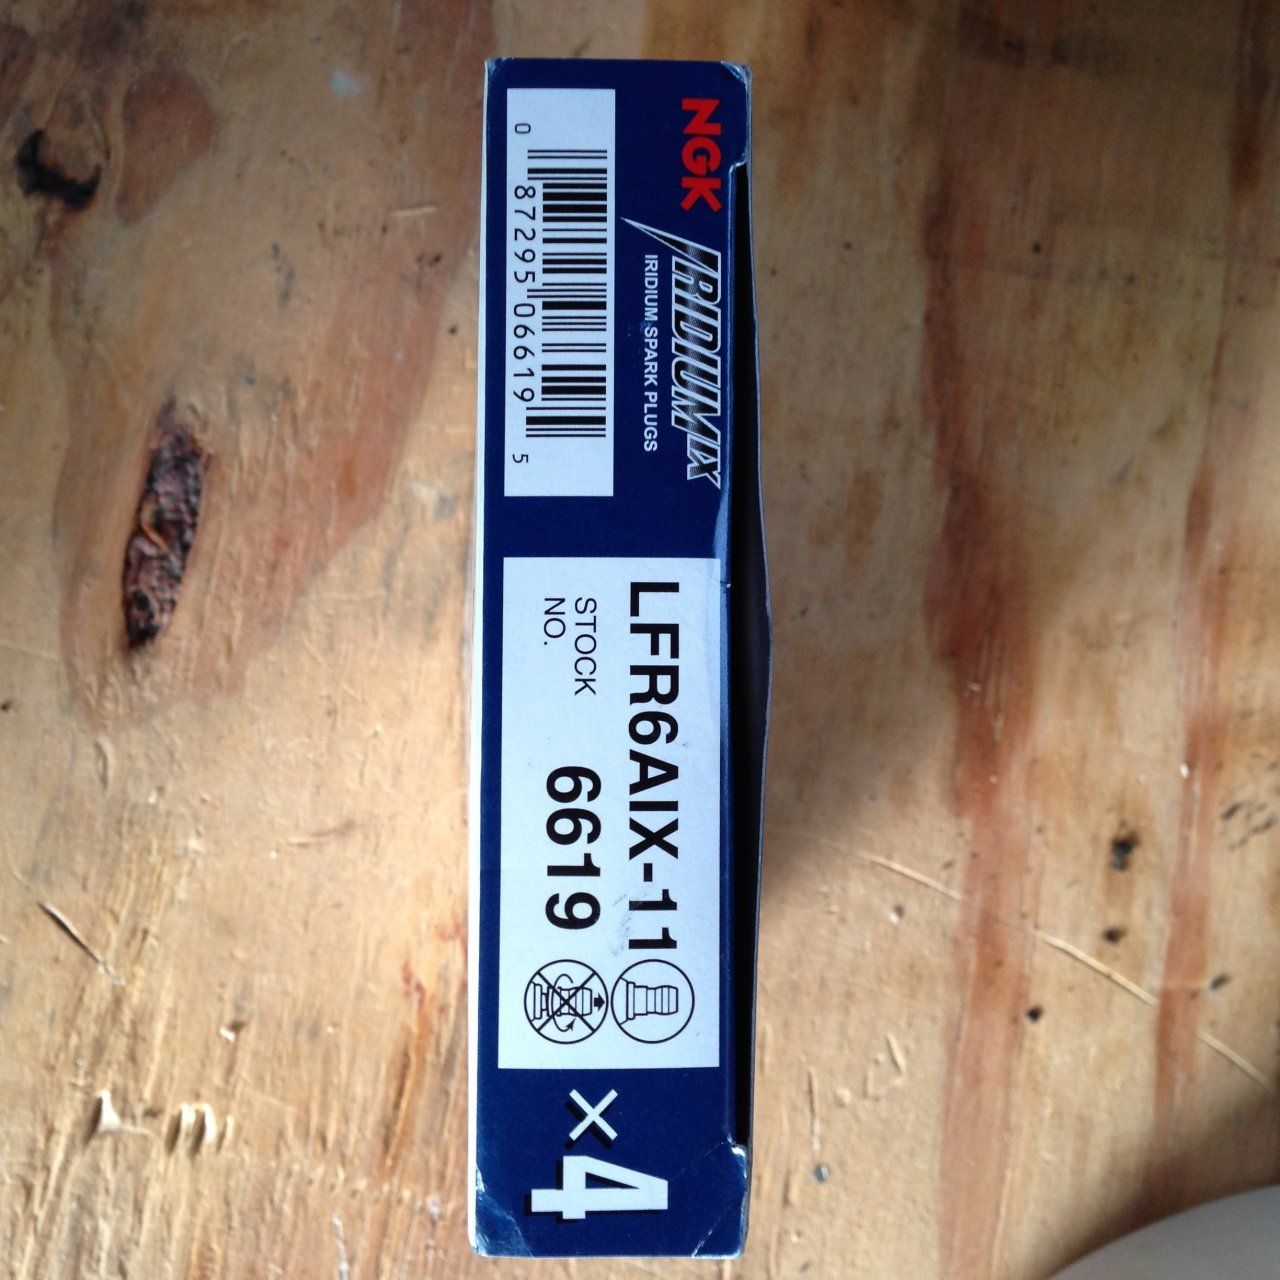 NGK
IRIDIUM IX
IRIDIUM SPARK PLUGS
0 87295 06619 5
LFR6AIX-11
STOCK
NO. 6619
×4